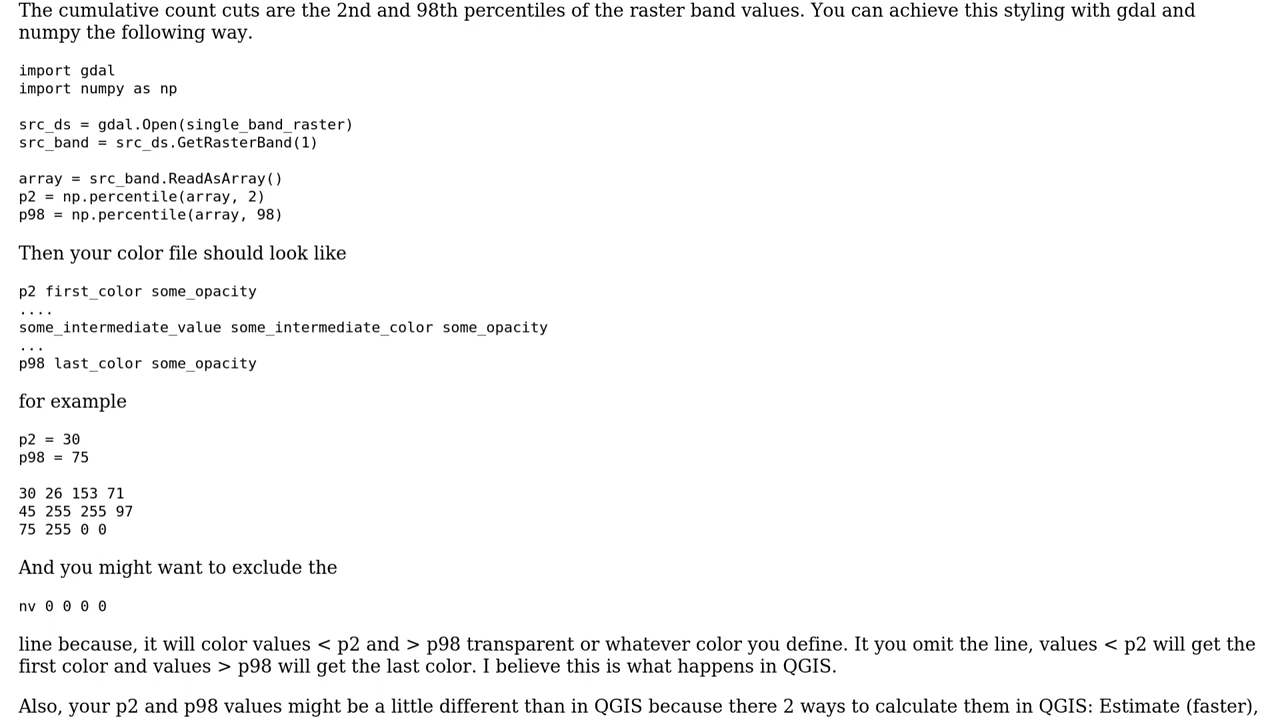 The cumulative count cuts are the 2nd and 98th percentiles of the raster band values. You can achieve this styling with gdal and
numpy the following way.
import gdal
import numpy as np
src_ds = gdal.Open(single_band_raster)
src_band = src_ds.GetRasterBand(1)
array = src_band.ReadAsArray()
p2 = np.percentile(array, 2)
p98 = np.percentile(array, 98)
Then your color file should look like
p2 first_color some_opacity
....
some_intermediate_value some_intermediate_color some_opacity
...
p98 last_color some_opacity
for example
p2 = 30
p98 = 75
30 26 153 71
45 255 255 97
75 255 0 0
And you might want to exclude the
nv 0 0 0 0
line because, it will color values < p2 and > p98 transparent or whatever color you define. It you omit the line, values < p2 will get the
first color and values > p98 will get the last color. I believe this is what happens in QGIS.
Also, your p2 and p98 values might be a little different than in QGIS because there 2 ways to calculate them in QGIS: Estimate (faster),